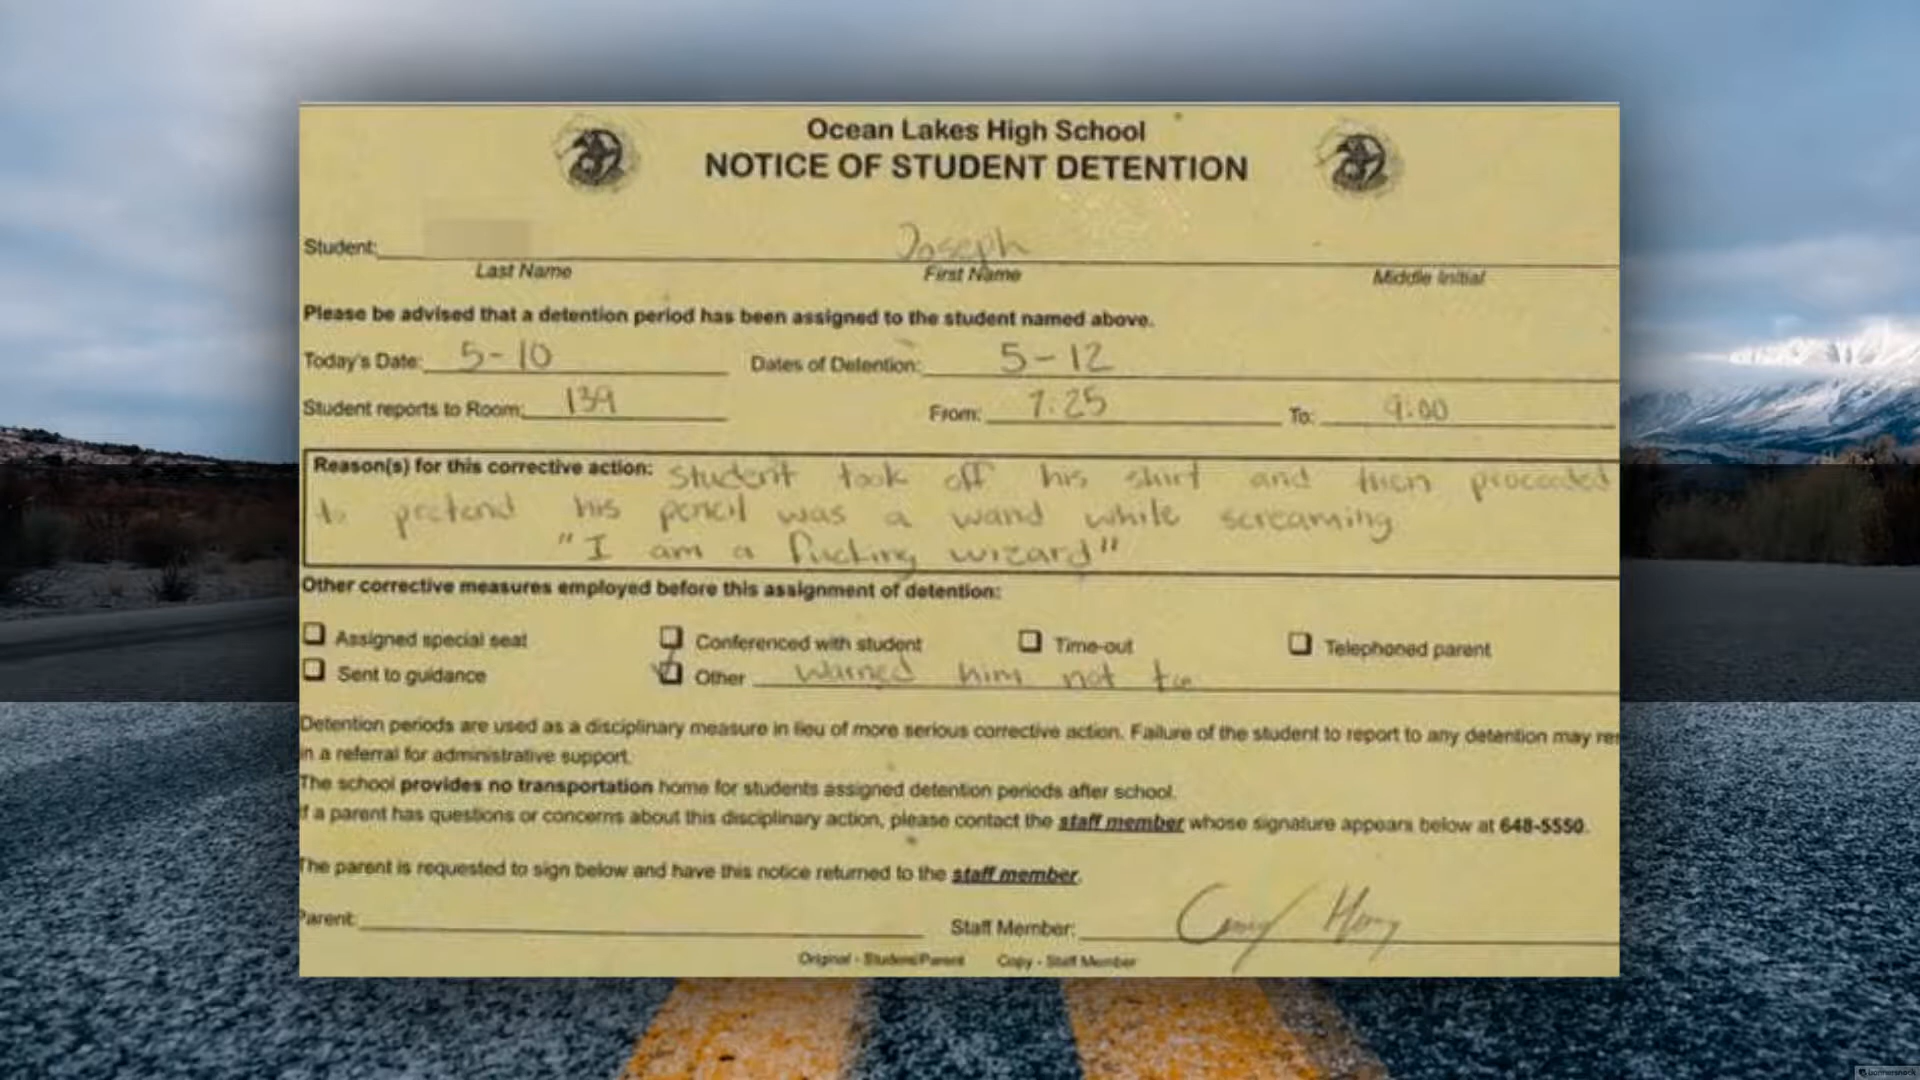 Ocean Lakes High School
NOTICE OF STUDENT DETENTION
Student: Joseph
Last Name First Name Middle Initial
Please be advised that a detention period has been assigned to the student named above.
Today's Date: 5-10 Dates of Detention: 5-12
Student reports to Room: 139 From: 7:25 To: 9:00
Reason(s) for this corrective action: Student took off his shirt and then proceeded
to pretend his pencil was a wand while screaming
"I am a fucking wizard"
Other corrective measures employed before this assignment of detention:
Assigned special seat Conferenced with student Time-out Telephoned parent
Sent to guidance Other warned him not to
Detention periods are used as a disciplinary measure in lieu of more serious corrective action. Failure of the student to report to any detention may res
in a referral for administrative support.
The school provides no transportation home for students assigned detention periods after school.
If a parent has questions or concerns about this disciplinary action, please contact the staff member whose signature appears below at 648-5550.
The parent is requested to sign below and have this notice returned to the staff member.
Parent: Staff Member:
Original - Student/Parent Copy - Staff Member
bannersnack